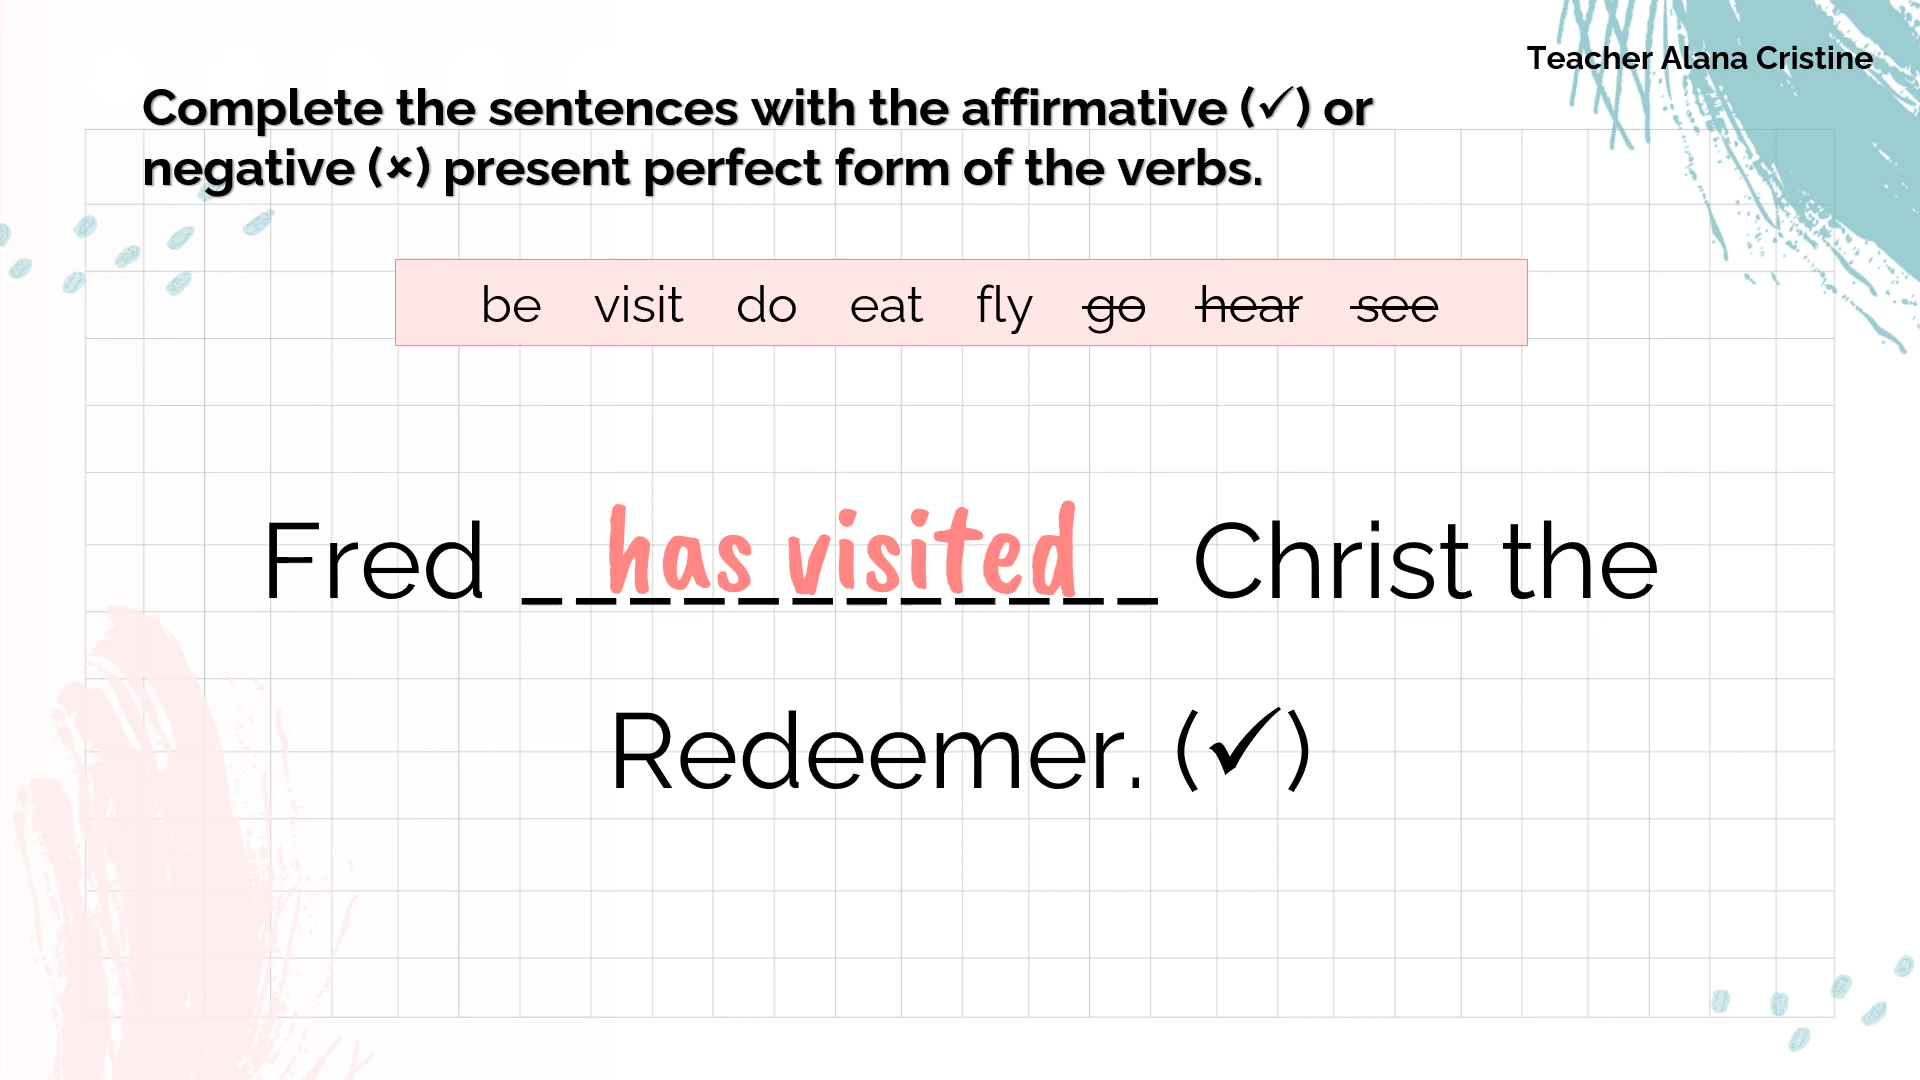 Teacher Alana Cristine
Complete the sentences with the affirmative (✓) or
negative (×) present perfect form of the verbs.
be visit do eat fly go hear see
Fred has visited Christ the
Redeemer. (✓)